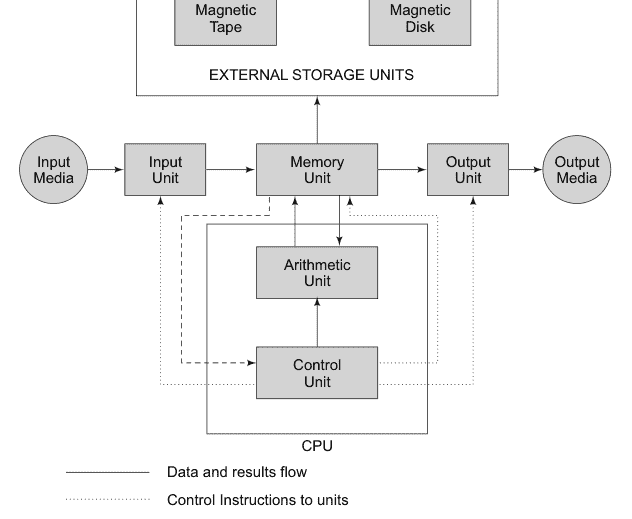 Magnetic
Tape
Magnetic
Disk
EXTERNAL STORAGE UNITS
Input
Media
Input
Unit
Memory
Unit
Output
Unit
Output
Media
Arithmetic
Unit
Control
Unit
CPU
Data and results flow
Control Instructions to units